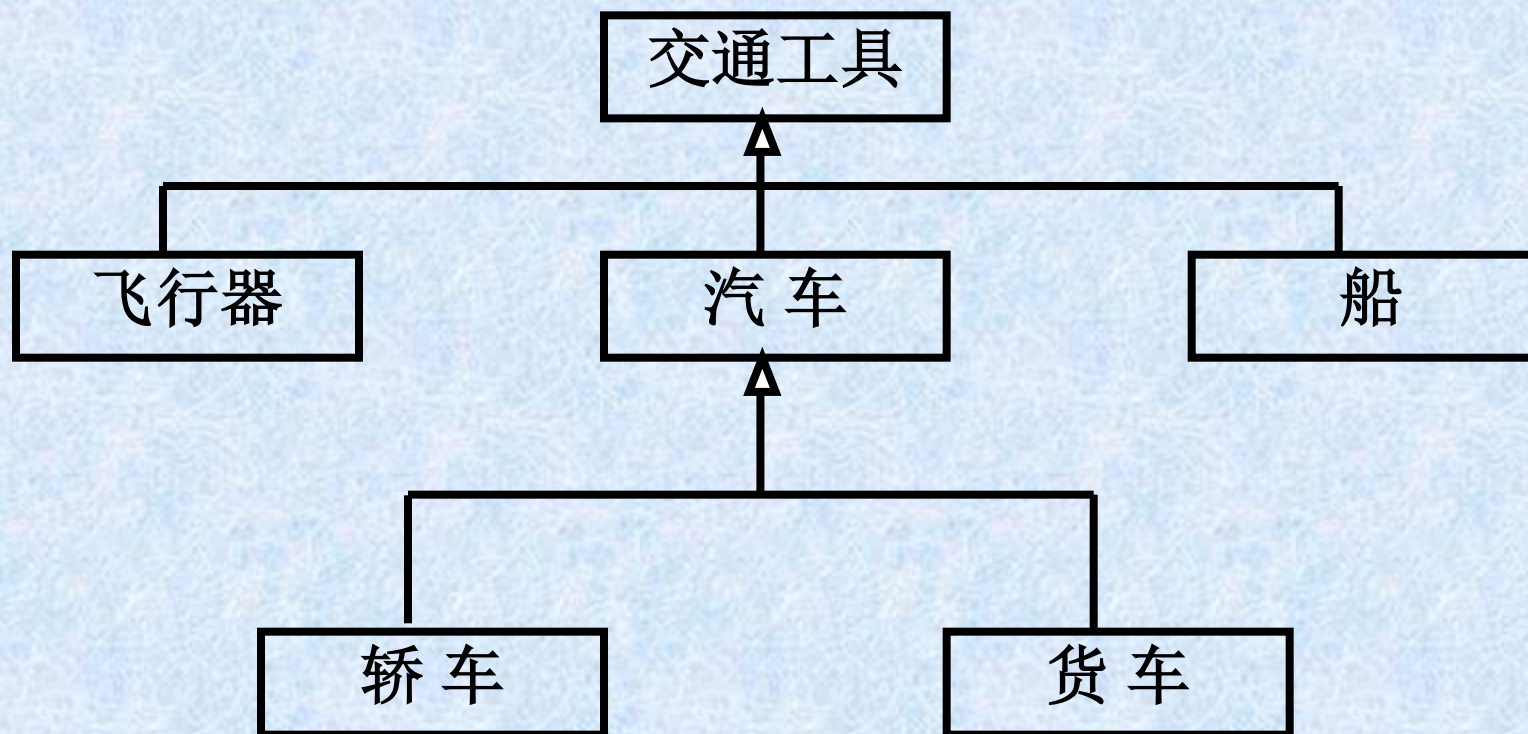 交通工具
飞行器
汽 车
船
轿 车
货 车